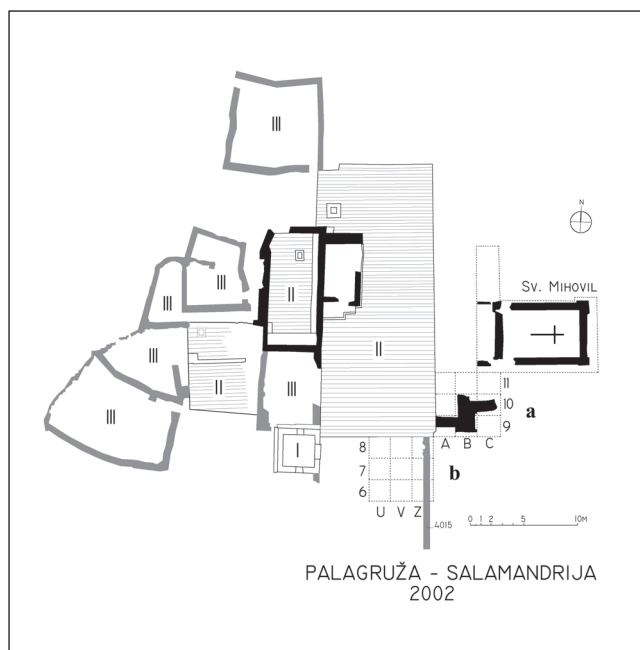 III
N
SV. MIHOVIL
III
II
III
III
II
II
III
III
I
11
10
9
a
A B C
8
7
6
b
U V Z
4015
0 1 2 5 10M
PALAGRUŽA - SALAMANDRIJA
2002